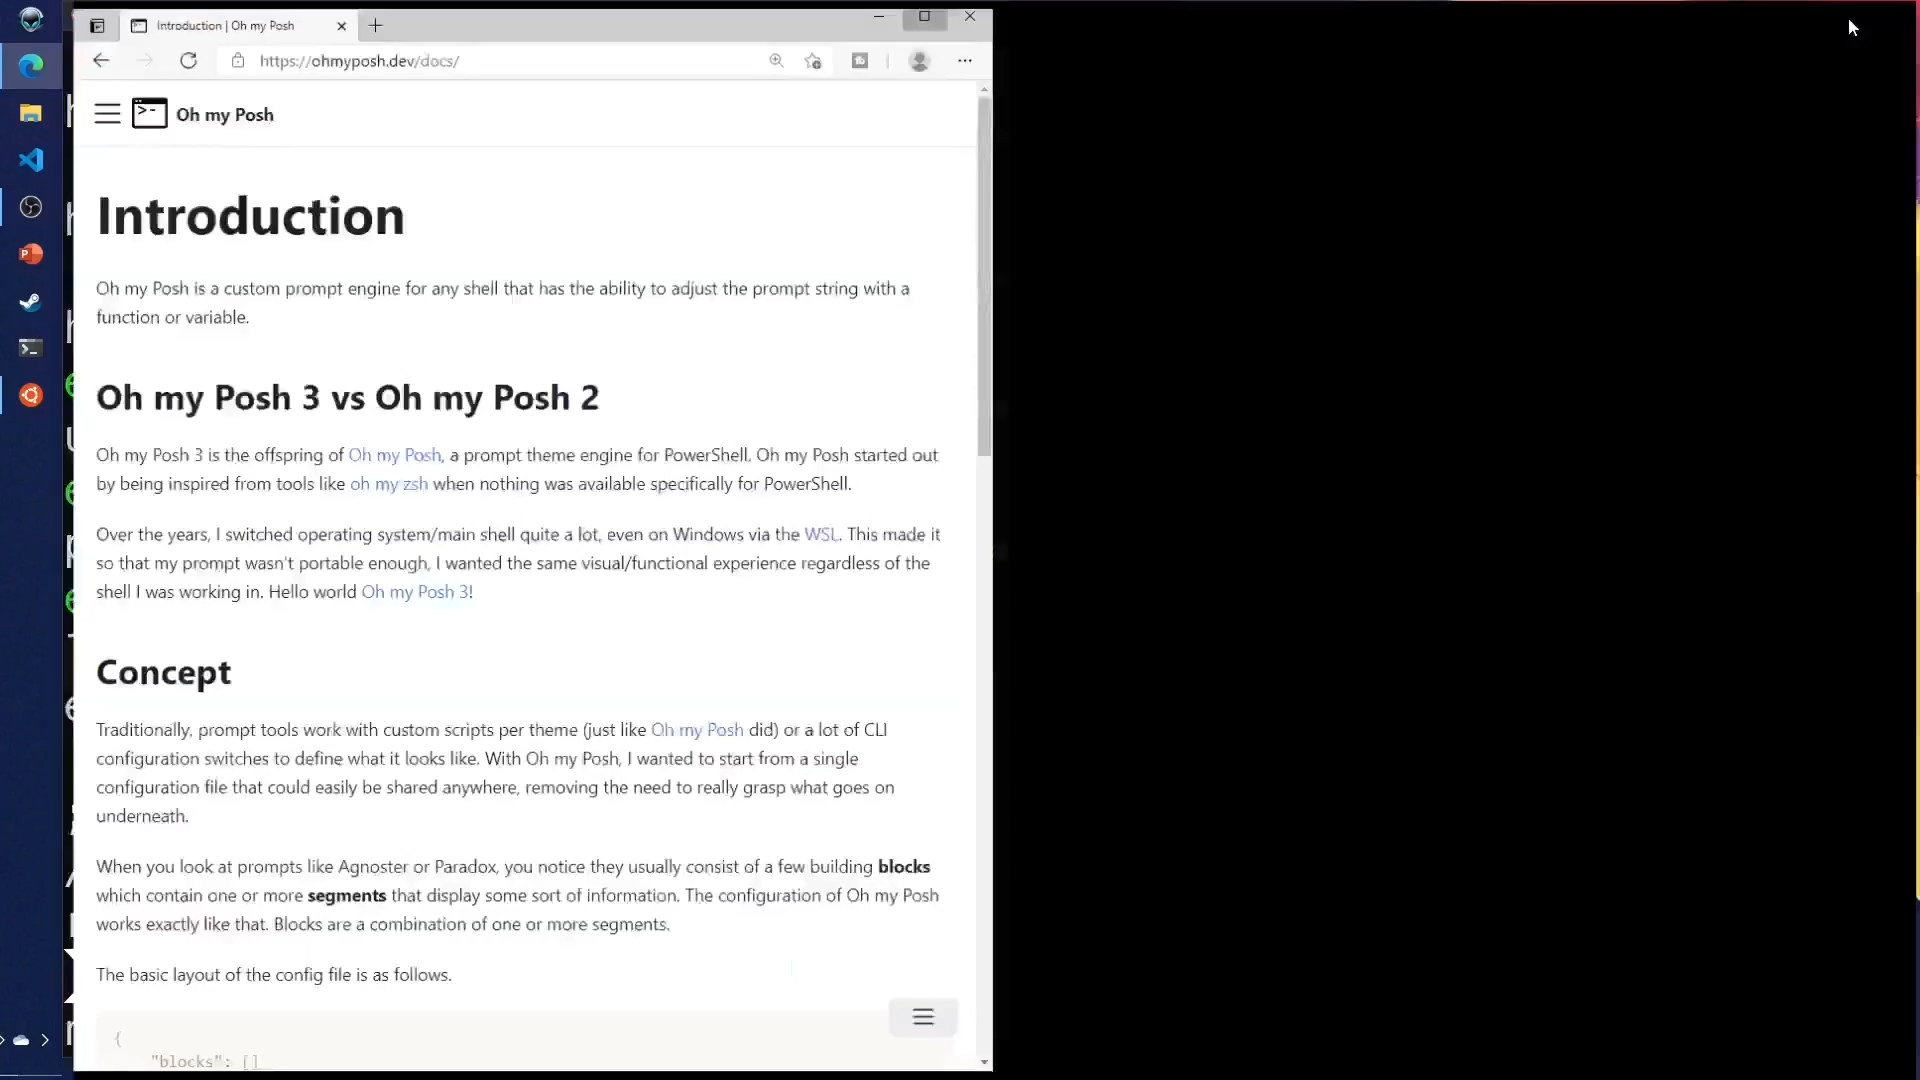 Introduction | Oh my Posh
https://ohmyposh.dev/docs/
Oh my Posh
Introduction
Oh my Posh is a custom prompt engine for any shell that has the ability to adjust the prompt string with a
function or variable.
Oh my Posh 3 vs Oh my Posh 2
Oh my Posh 3 is the offspring of Oh my Posh, a prompt theme engine for PowerShell. Oh my Posh started out
by being inspired from tools like oh my zsh when nothing was available specifically for PowerShell.
Over the years, I switched operating system/main shell quite a lot, even on Windows via the WSL. This made it
so that my prompt wasn't portable enough, I wanted the same visual/functional experience regardless of the
shell I was working in. Hello world Oh my Posh 3!
Concept
Traditionally, prompt tools work with custom scripts per theme (just like Oh my Posh did) or a lot of CLI
configuration switches to define what it looks like. With Oh my Posh, I wanted to start from a single
configuration file that could easily be shared anywhere, removing the need to really grasp what goes on
underneath.
When you look at prompts like Agnoster or Paradox, you notice they usually consist of a few building blocks
which contain one or more segments that display some sort of information. The configuration of Oh my Posh
works exactly like that. Blocks are a combination of one or more segments.
The basic layout of the config file is as follows.
{
"blocks": []